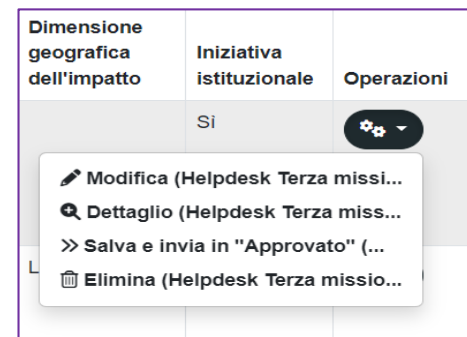 Dimensione
geografica
dell'impatto
Iniziativa
istituzionale
Operazioni
Sì
Modifica (Helpdesk Terza missi...
Dettaglio (Helpdesk Terza miss...
Salva e invia in "Approvato" (...
Elimina (Helpdesk Terza missio...
L